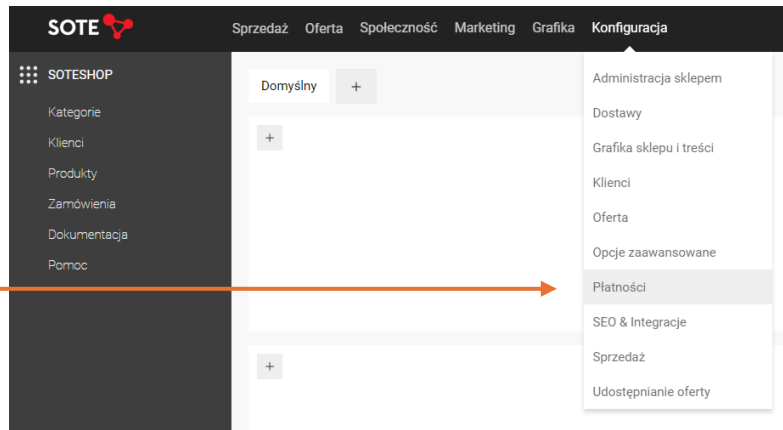 SOTE
Sprzedaż Oferta Społeczność Marketing Grafika Konfiguracja
SOTESHOP
Kategorie
Klienci
Produkty
Zamówienia
Dokumentacja
Pomoc
Domyślny +
+
+
Administracja sklepem
Dostawy
Grafika sklepu i treści
Klienci
Oferta
Opcje zaawansowane
Płatności
SEO & Integracje
Sprzedaż
Udostępnianie oferty